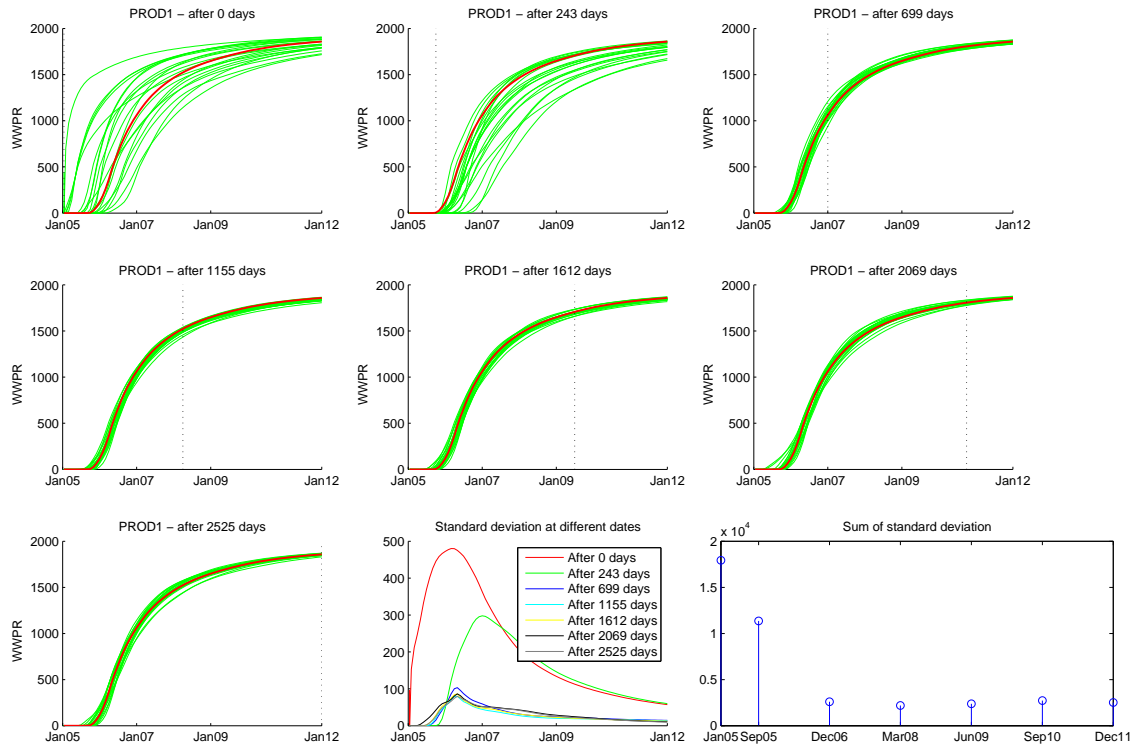 PROD1 − after 0 days
PROD1 − after 243 days
PROD1 − after 699 days
2000
1500
1000
500
0
WWPR
Jan05 Jan07 Jan09 Jan12
2000
1500
1000
500
0
WWPR
Jan05 Jan07 Jan09 Jan12
2000
1500
1000
500
0
WWPR
Jan05 Jan07 Jan09 Jan12
PROD1 − after 1155 days
PROD1 − after 1612 days
PROD1 − after 2069 days
2000
1500
1000
500
0
WWPR
Jan05 Jan07 Jan09 Jan12
2000
1500
1000
500
0
WWPR
Jan05 Jan07 Jan09 Jan12
2000
1500
1000
500
0
WWPR
Jan05 Jan07 Jan09 Jan12
PROD1 − after 2525 days
2000
1500
1000
500
0
WWPR
Jan05 Jan07 Jan09 Jan12
Standard deviation at different dates
500
400
300
200
100
0
After 0 days
After 243 days
After 699 days
After 1155 days
After 1612 days
After 2069 days
After 2525 days
Jan05 Jan07 Jan09 Jan12
Sum of standard deviation
x 10^4
2
1.5
1
0.5
0
Jan05 Sep05 Dec06 Mar08 Jun09 Sep10 Dec11